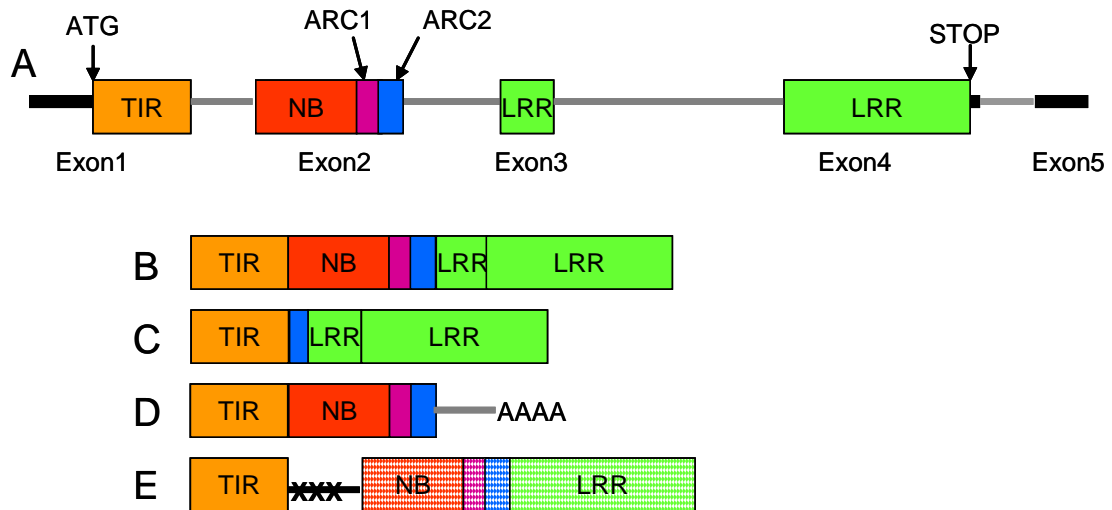 ATG ARC1 ARC2 STOP
A TIR NB LRR LRR
Exon1 Exon2 Exon3 Exon4 Exon5
B TIR NB LRR LRR
C TIR LRR LRR
D TIR NB AAAA
E TIR XXX NB LRR